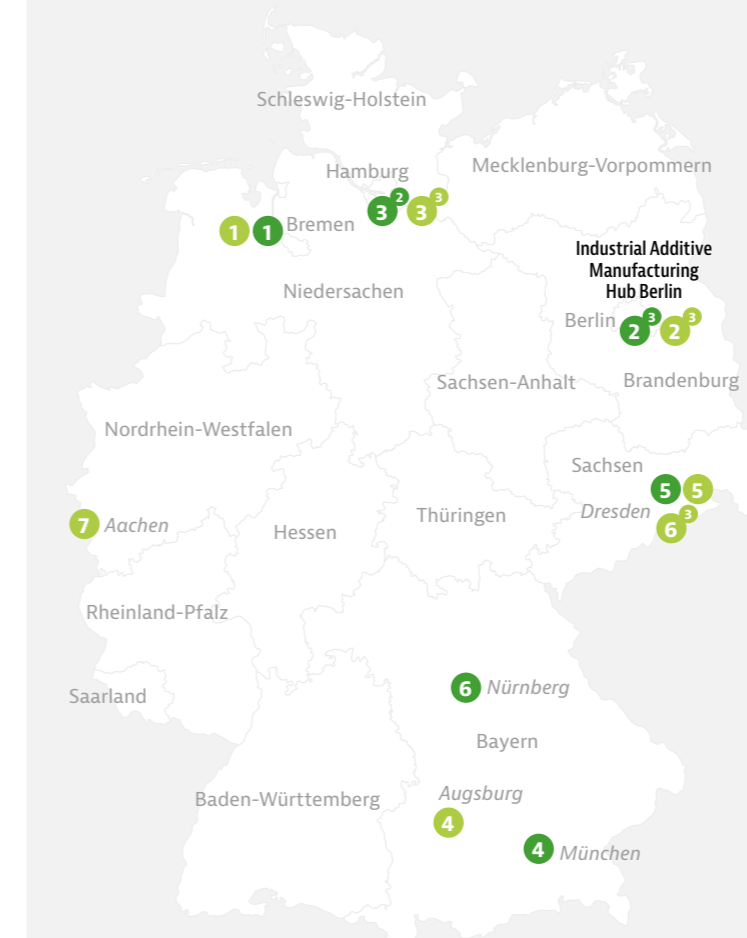 Schleswig-Holstein
Hamburg
Mecklenburg-Vorpommern
3 2 3 3
1 1 Bremen
Industrial Additive
Manufacturing
Hub Berlin
Niedersachen
Berlin 2 3 2 3
Sachsen-Anhalt
Brandenburg
Nordrhein-Westfalen
Sachsen
5 5
Dresden
6 3
7 Aachen
Hessen
Thüringen
Rheinland-Pfalz
6 Nürnberg
Saarland
Bayern
Augsburg
4
Baden-Württemberg
4 München